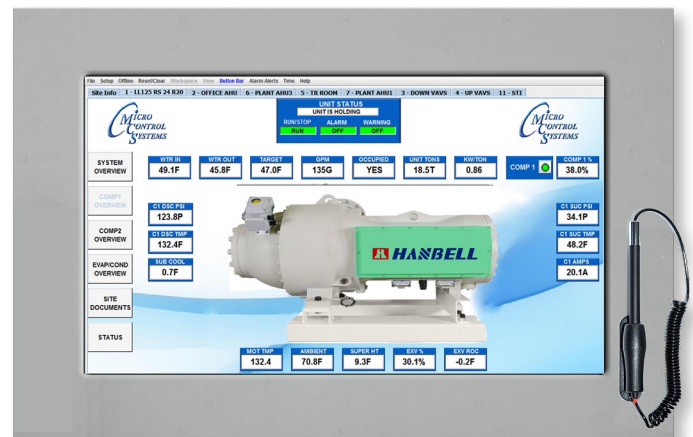 File Setup Offline Reset/Clear Workspace View Button Bar Alarm Alerts Time Help
Site Info 1 - LL125 RS 24 R20 2 - OFFICE AHU 6 - PLANT AHU3 5 - TR ROOM 7 - PLANT AHU1 3 - DOWN VAVS 4 - UP VAVS 11 - ST1
MICRO
CONTROL
SYSTEMS
UNIT STATUS
UNIT IS HOLDING
RUN/STOP ALARM WARNING
RUN OFF OFF
MICRO
CONTROL
SYSTEMS
SYSTEM
OVERVIEW
WTR IN WTR OUT TARGET GPM OCCUPIED UNIT TONS KW/TON
49.1F 45.8F 47.0F 135G YES 18.5T 0.86
COMP 1
COMP 1 %
38.0%
COMP1
OVERVIEW
C1 DSC PSI
123.8P
C1 SUC PSI
34.1P
COMP2
OVERVIEW
C1 DSC TMP
132.4F
C1 SUC TMP
48.2F
EVAP/COND
OVERVIEW
SUB COOL
0.7F
C1 AMPS
20.1A
HANBELL
SITE
DOCUMENTS
STATUS
MOT TMP AMBIENT SUPER HT EXV % EXV ROC
132.4 70.8F 9.3F 30.1% -0.2F